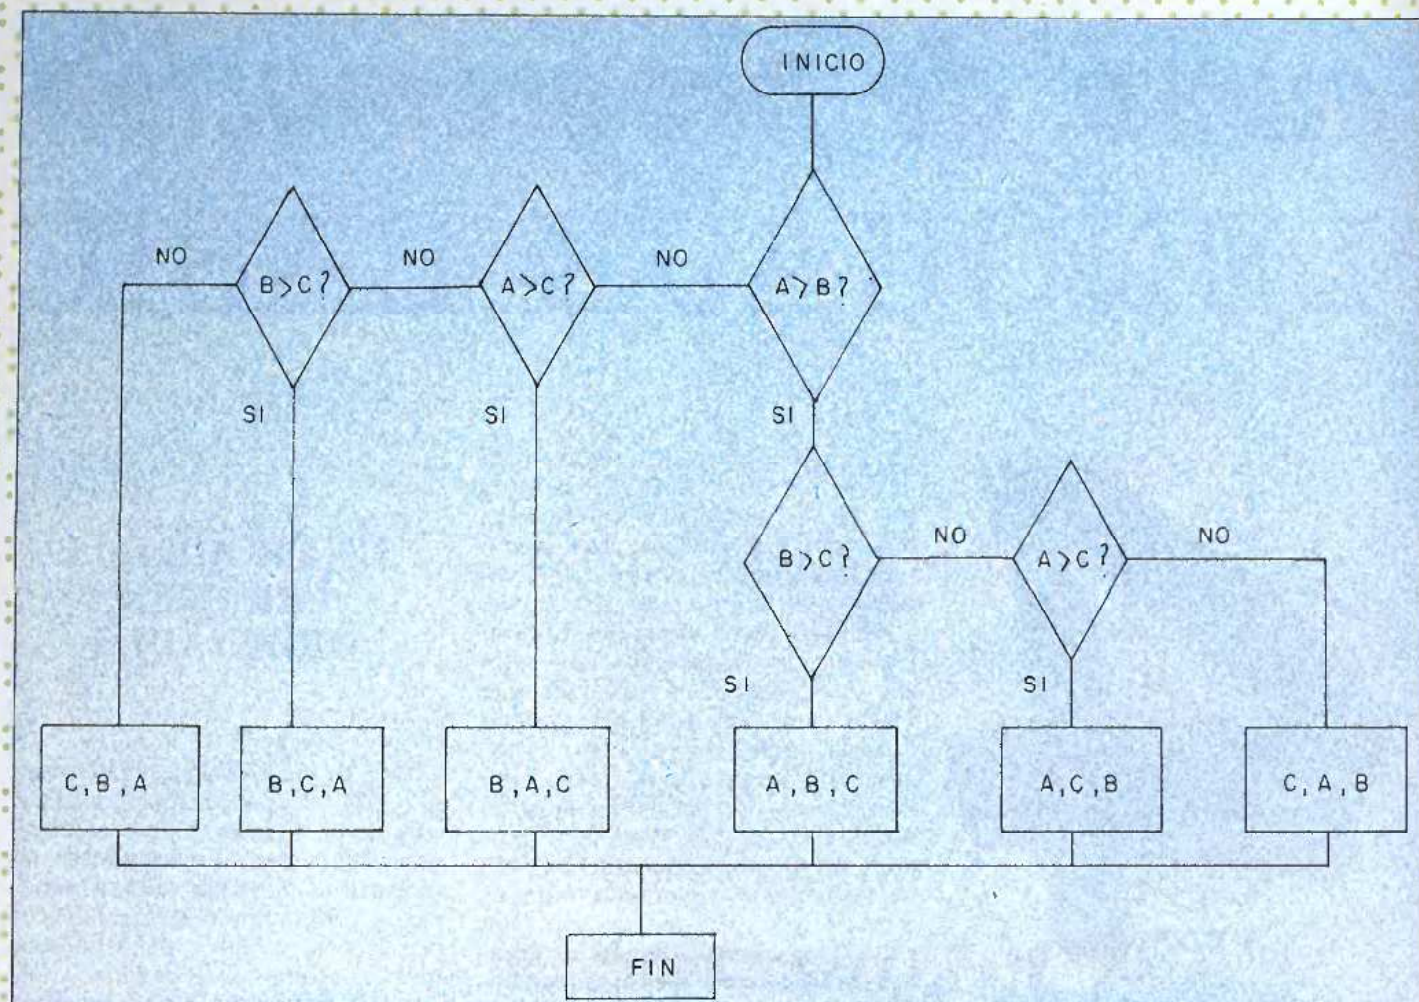 INICIO
NO
NO
NO
B>C?
A>C?
A>B?
SI
SI
SI
NO
NO
B>C?
A>C?
SI
SI
C,B,A
B,C,A
B,A,C
A,B,C
A,C,B
C,A,B
FIN